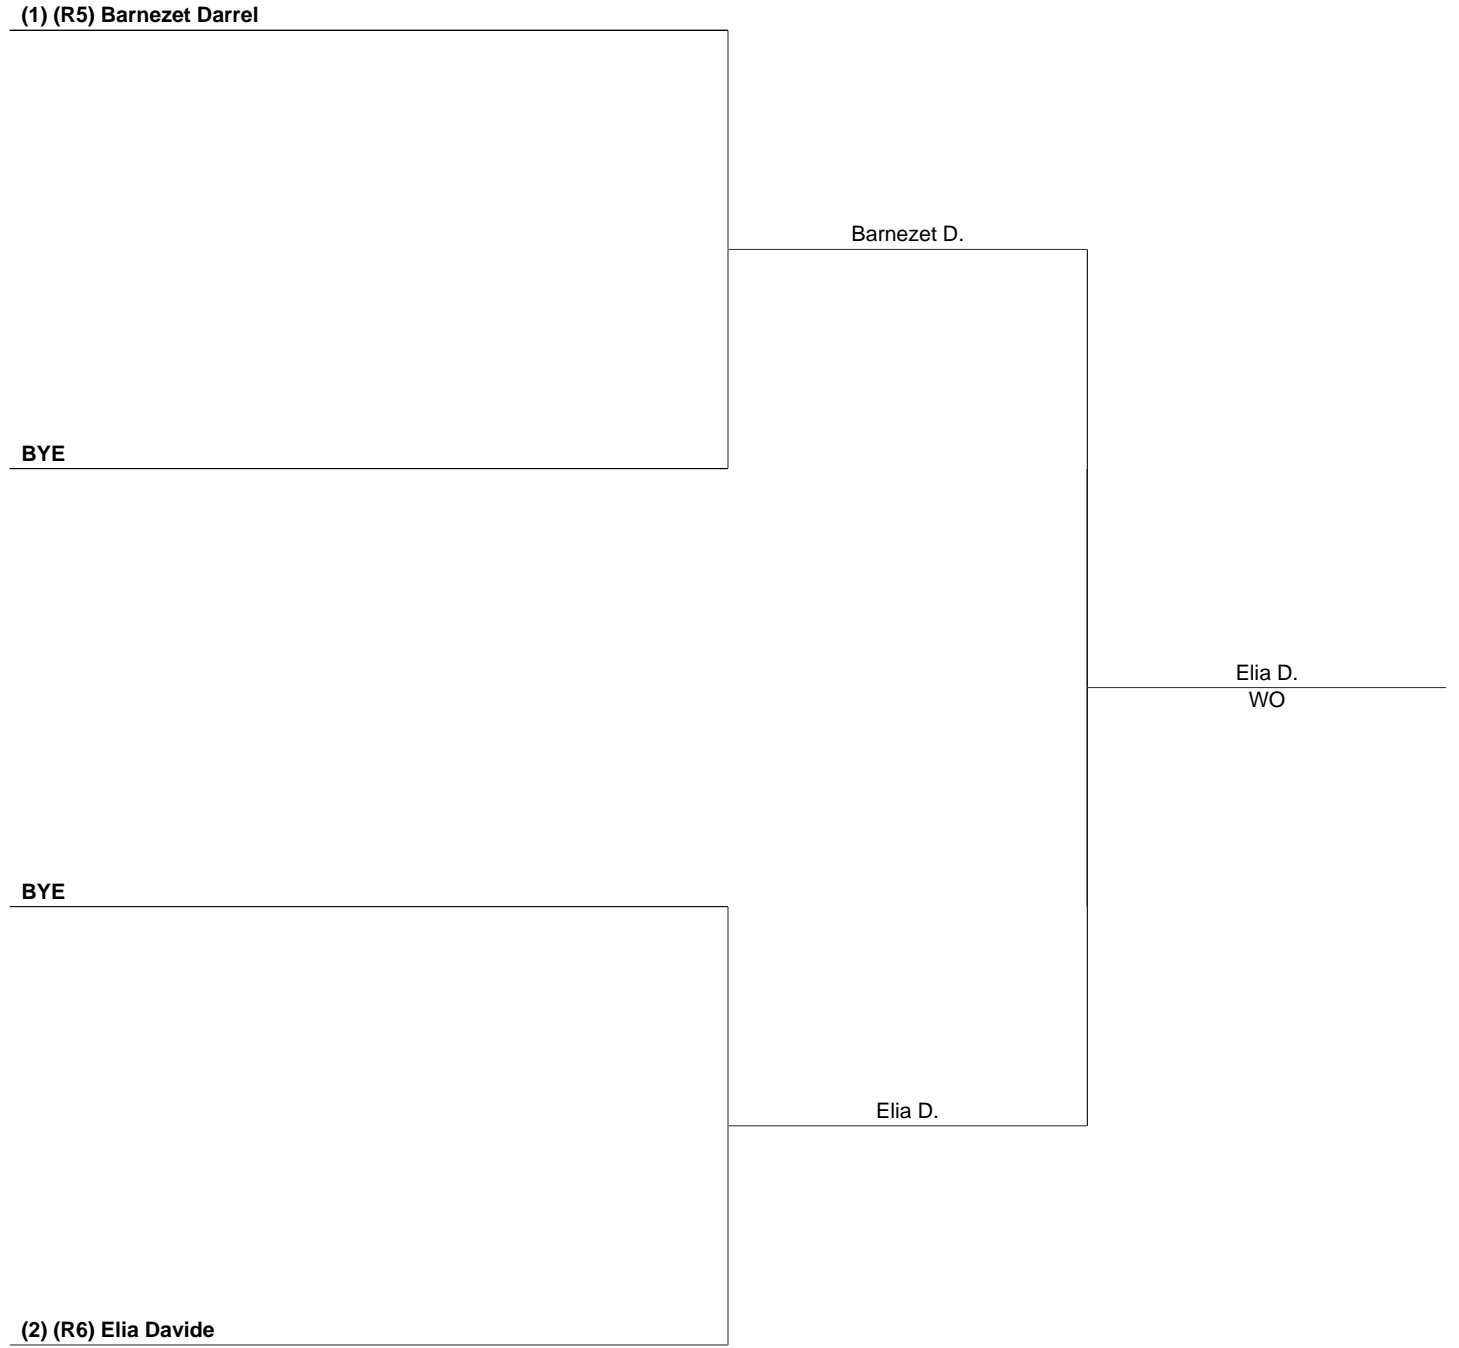 (1) (R5) Barnezet Darrel
Barnezet D.
BYE
Elia D.
WO
BYE
Elia D.
(2) (R6) Elia Davide